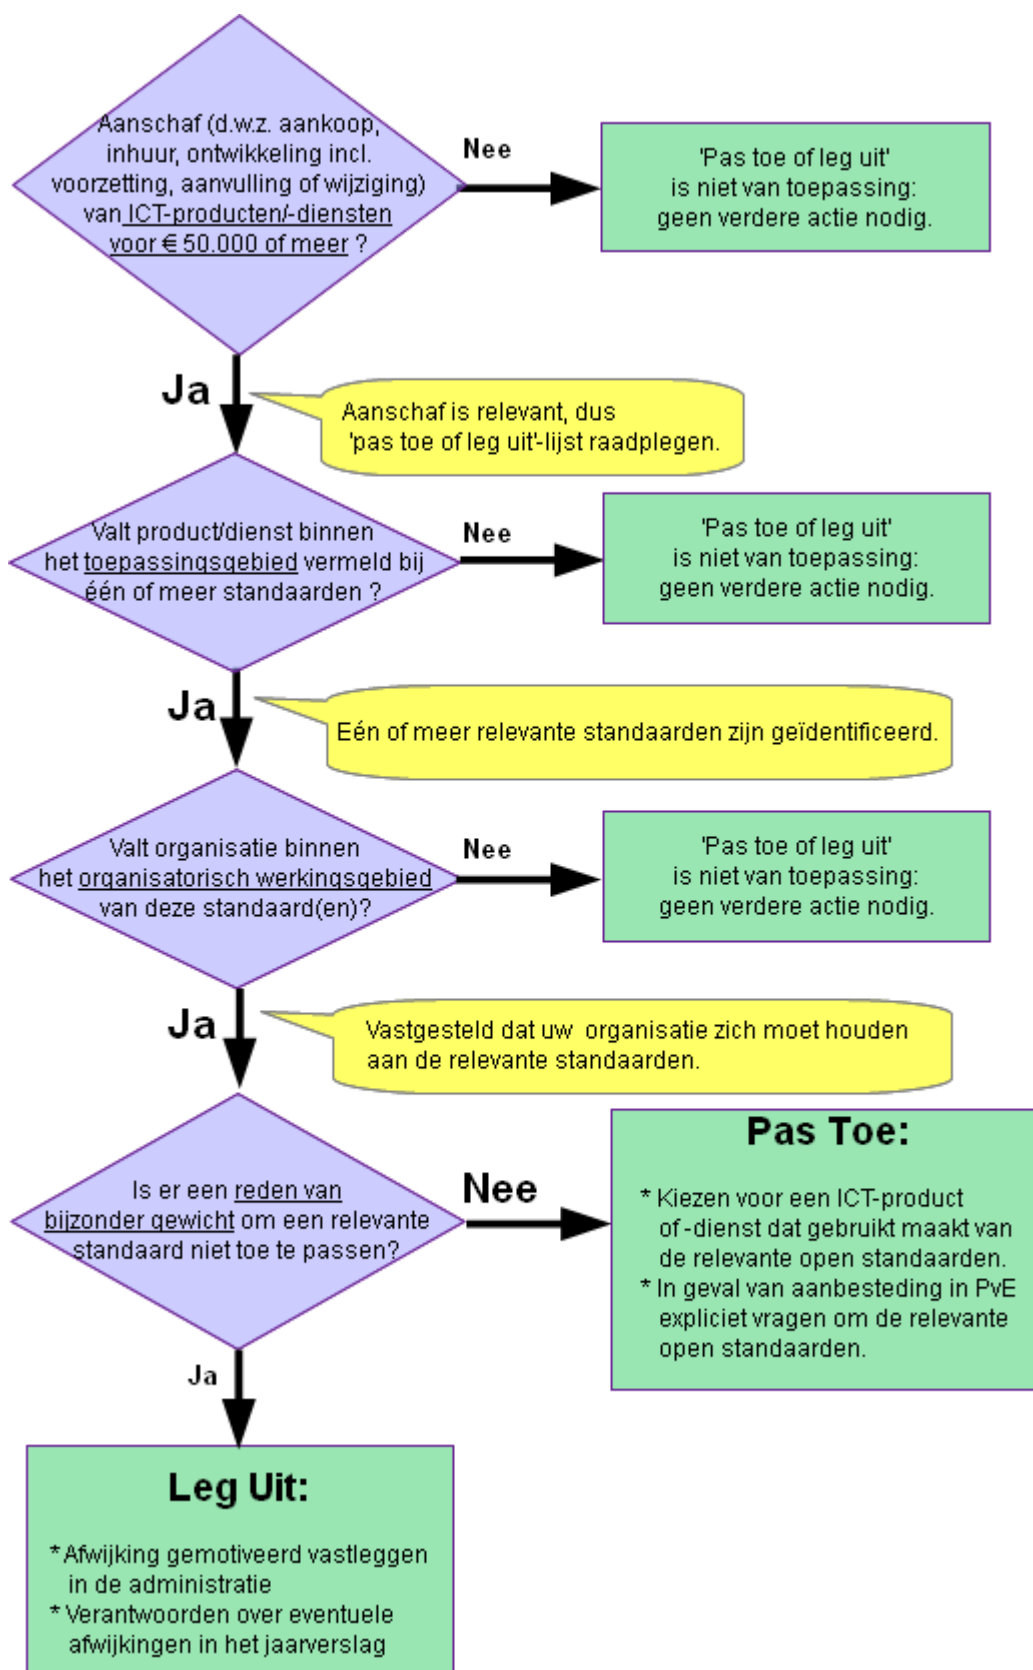 Aanschaf (d.w.z. aankoop,
inhuur, ontwikkeling incl.
voorzetting, aanvulling of wijziging)
van ICT-producten/-diensten
voor € 50.000 of meer ?
Nee
'Pas toe of leg uit'
is niet van toepassing:
geen verdere actie nodig.
Ja
Aanschaf is relevant, dus
'pas toe of leg uit'-lijst raadplegen.
Valt product/dienst binnen
het toepassingsgebied vermeld bij
één of meer standaarden ?
Nee
'Pas toe of leg uit'
is niet van toepassing:
geen verdere actie nodig.
Ja
Eén of meer relevante standaarden zijn geïdentificeerd.
Valt organisatie binnen
het organisatorisch werkingsgebied
van deze standaard(en)?
Nee
'Pas toe of leg uit'
is niet van toepassing:
geen verdere actie nodig.
Ja
Vastgesteld dat uw organisatie zich moet houden
aan de relevante standaarden.
Is er een reden van
bijzonder gewicht om een relevante
standaard niet toe te passen?
Nee
Pas Toe:
* Kiezen voor een ICT-product
of -dienst dat gebruikt maakt van
de relevante open standaarden.
* In geval van aanbesteding in PvE
expliciet vragen om de relevante
open standaarden.
Ja
Leg Uit:
* Afwijking gemotiveerd vastleggen
in de administratie
* Verantwoorden over eventuele
afwijkingen in het jaarverslag